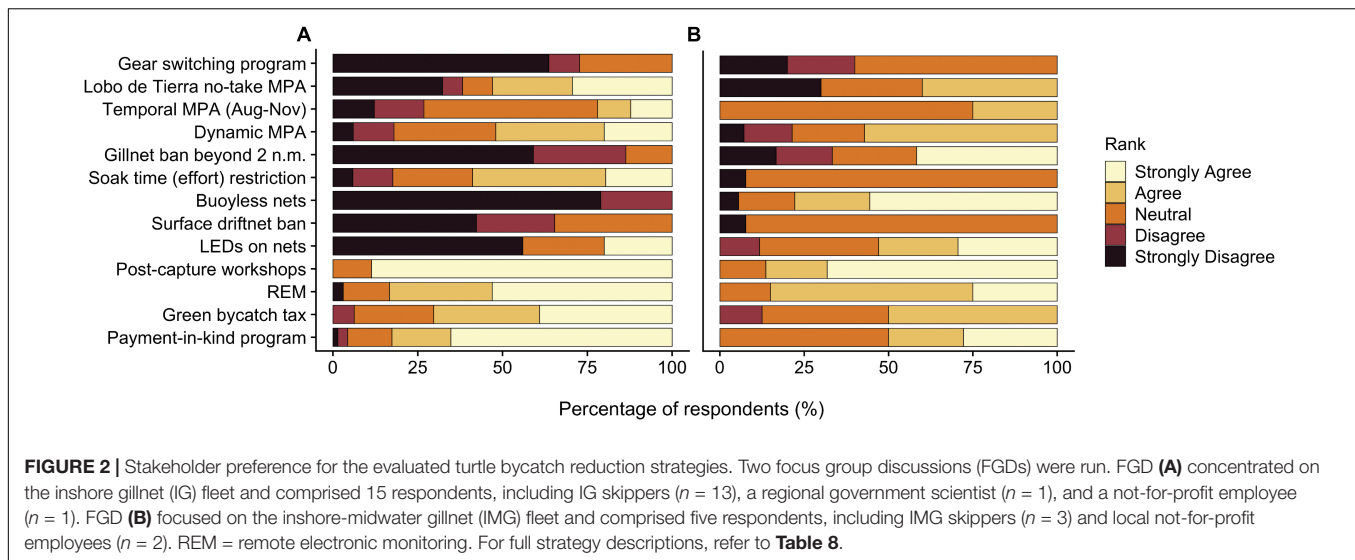 A
B
Gear switching program
Lobo de Tierra no-take MPA
Temporal MPA (Aug-Nov)
Dynamic MPA
Gillnet ban beyond 2 n.m.
Soak time (effort) restriction
Buoyless nets
Surface driftnet ban
LEDs on nets
Post-capture workshops
REM
Green bycatch tax
Payment-in-kind program
0 25 50 75 100
0 25 50 75 100
Percentage of respondents (%)
Rank
Strongly Agree
Agree
Neutral
Disagree
Strongly Disagree
FIGURE 2 | Stakeholder preference for the evaluated turtle bycatch reduction strategies. Two focus group discussions (FGDs) were run. FGD (A) concentrated on
the inshore gillnet (IG) fleet and comprised 15 respondents, including IG skippers (n = 13), a regional government scientist (n = 1), and a not-for-profit employee
(n = 1). FGD (B) focused on the inshore-midwater gillnet (IMG) fleet and comprised five respondents, including IMG skippers (n = 3) and local not-for-profit
employees (n = 2). REM = remote electronic monitoring. For full strategy descriptions, refer to Table 8.